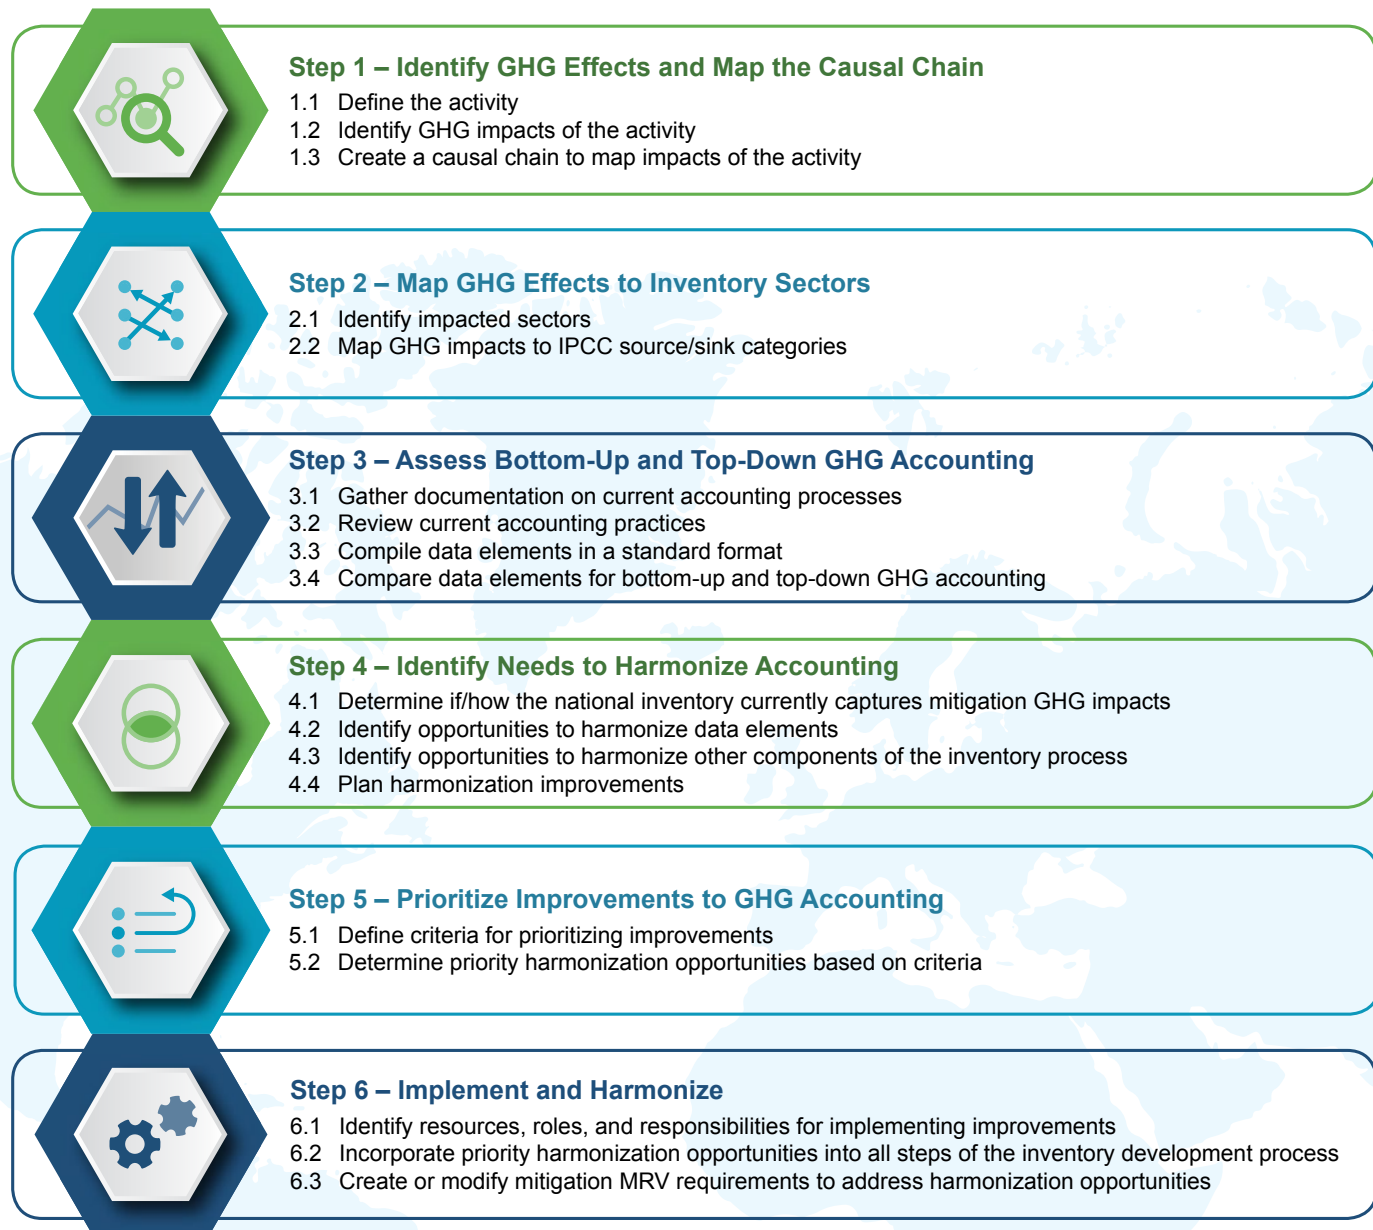 Step 1 – Identify GHG Effects and Map the Causal Chain
1.1 Define the activity
1.2 Identify GHG impacts of the activity
1.3 Create a causal chain to map impacts of the activity
Step 2 – Map GHG Effects to Inventory Sectors
2.1 Identify impacted sectors
2.2 Map GHG impacts to IPCC source/sink categories
Step 3 – Assess Bottom-Up and Top-Down GHG Accounting
3.1 Gather documentation on current accounting processes
3.2 Review current accounting practices
3.3 Compile data elements in a standard format
3.4 Compare data elements for bottom-up and top-down GHG accounting
Step 4 – Identify Needs to Harmonize Accounting
4.1 Determine if/how the national inventory currently captures mitigation GHG impacts
4.2 Identify opportunities to harmonize data elements
4.3 Identify opportunities to harmonize other components of the inventory process
4.4 Plan harmonization improvements
Step 5 – Prioritize Improvements to GHG Accounting
5.1 Define criteria for prioritizing improvements
5.2 Determine priority harmonization opportunities based on criteria
Step 6 – Implement and Harmonize
6.1 Identify resources, roles, and responsibilities for implementing improvements
6.2 Incorporate priority harmonization opportunities into all steps of the inventory development process
6.3 Create or modify mitigation MRV requirements to address harmonization opportunities